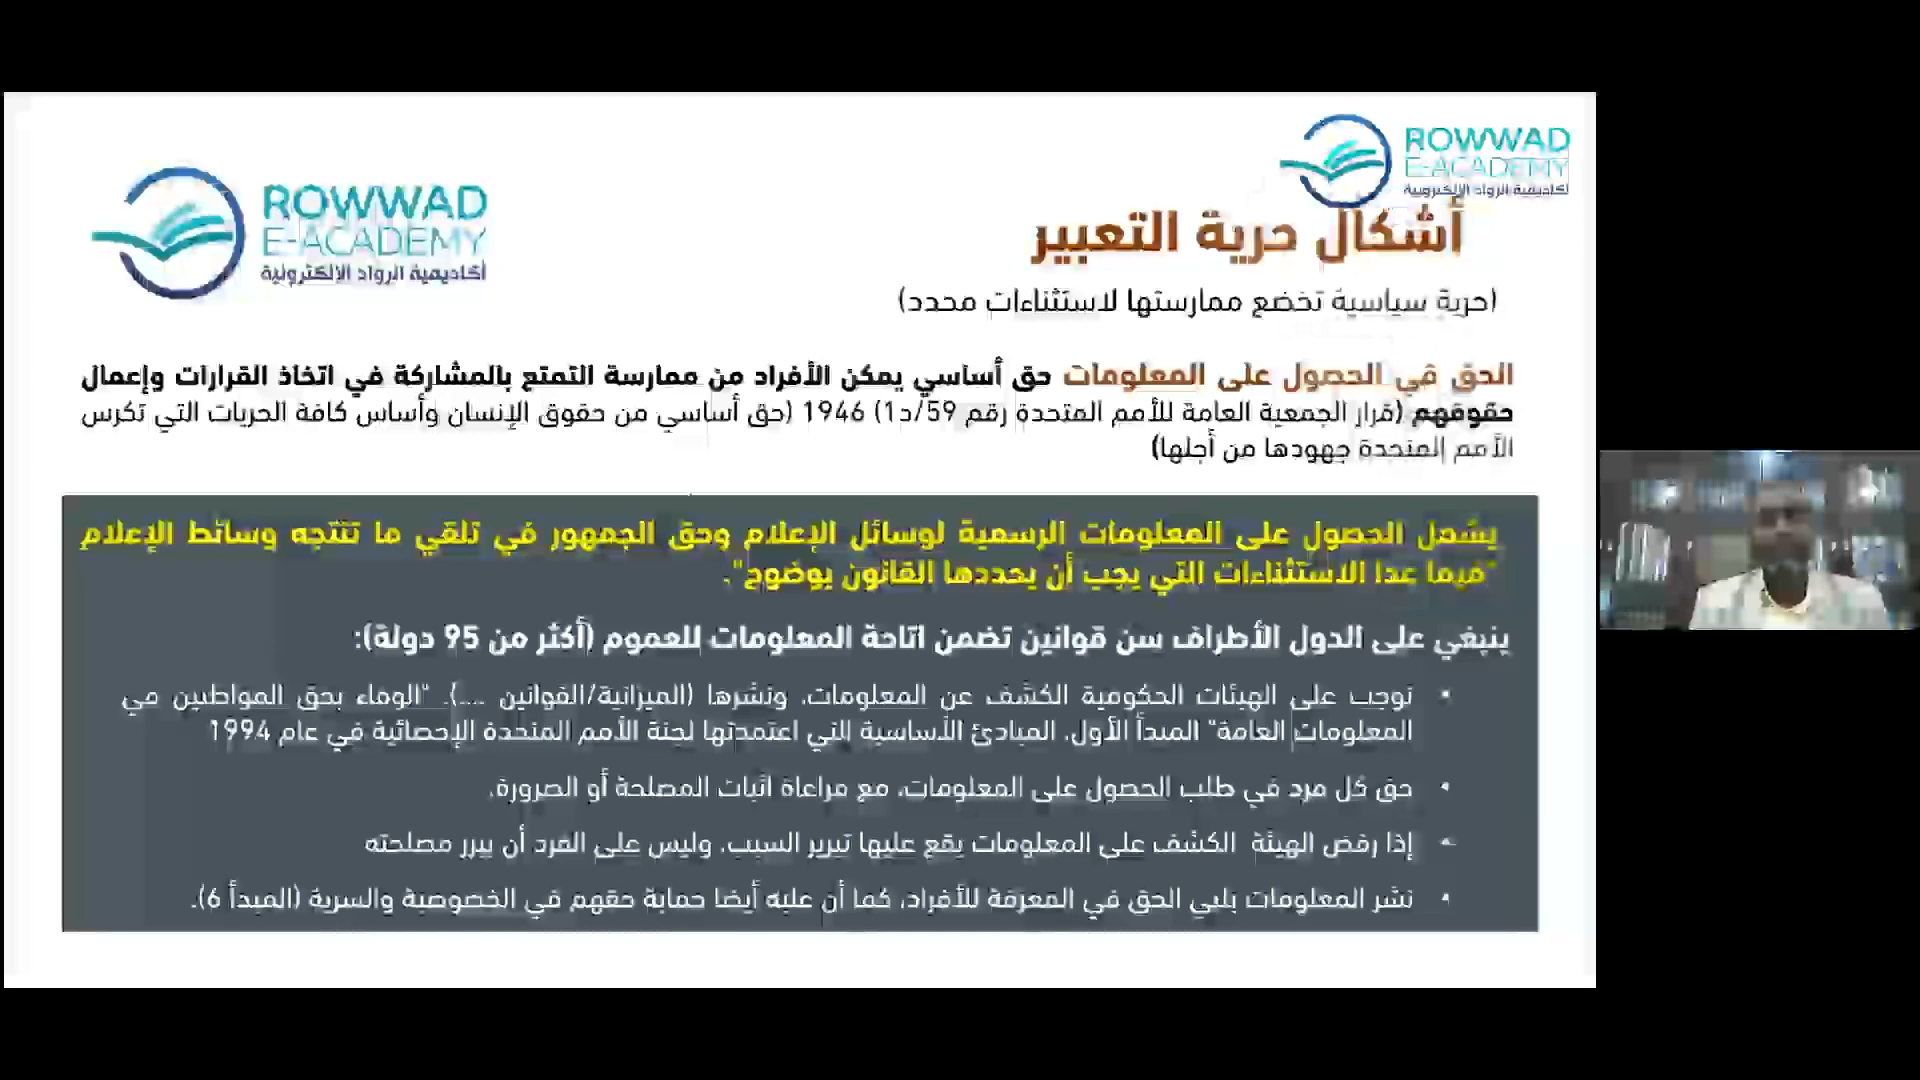 ROWWAD
E-ACADEMY
أكاديمية الرواد الإلكترونية
ROWWAD
E-ACADEMY
أكاديمية الرواد الإلكترونية
أشكال حرية التعبير
(حرية سياسية تخضع ممارستها لاستثناءات محدد)
الحق في الحصول على المعلومات حق أساسي يمكن الأفراد من ممارسة التمتع بالمشاركة في اتخاذ القرارات وإعمال
حقوقهم (قرار الجمعية العامة للأمم المتحدة رقم 59/د1) 1946 (حق أساسي من حقوق الإنسان وأساس كافة الحريات التي تكرس
الأمم المتحدة جهودها من أجلها)
يشمل الحصول على المعلومات الرسمية لوسائل الإعلام وحق الجمهور في تلقي ما تنتجه وسائط الإعلام
"فيما عدا الاستثناءات التي يجب أن يحددها القانون بوضوح".
ينبغي على الدول الأطراف سن قوانين تضمن اتاحة المعلومات للعموم (أكثر من 95 دولة):
• توجب على الهيئات الحكومية الكشف عن المعلومات، ونشرها (الميزانية/القوانين ....). "الوفاء بحق المواطنين في
المعلومات العامة" المبدأ الأول، المبادئ الأساسية التي اعتمدتها لجنة الأمم المتحدة الإحصائية في عام 1994
• حق كل فرد في طلب الحصول على المعلومات، مع مراعاة اثبات المصلحة أو الضرورة.
• إذا رفض الهيئة الكشف على المعلومات يقع عليها تبرير السبب، وليس على الفرد أن يبرر مصلحته
• نشر المعلومات يلبي الحق في المعرفة للأفراد، كما أن عليه أيضا حماية حقهم في الخصوصية والسرية (المبدأ 6).